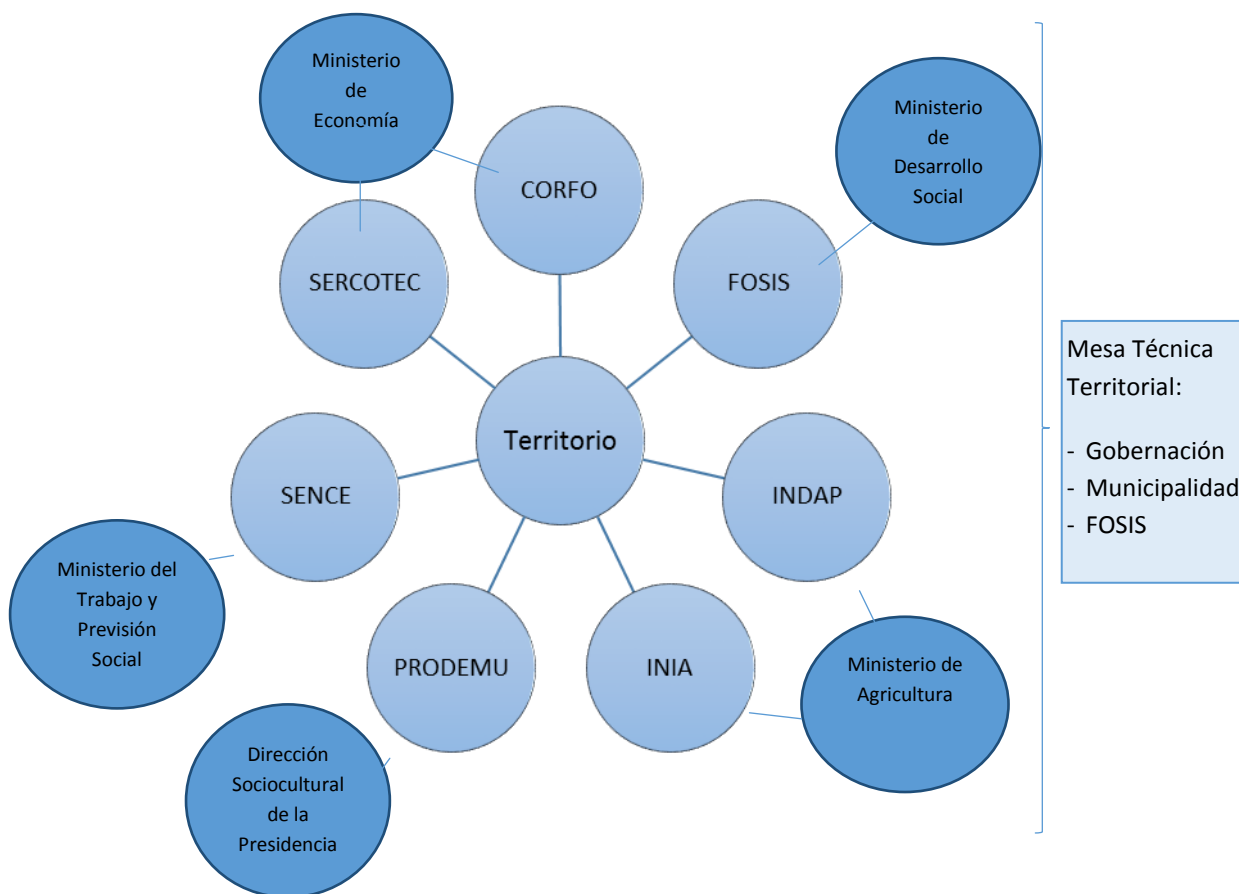 Ministerio
de
Economía
Ministerio
de
Desarrollo
Social
CORFO
SERCOTEC
FOSIS
Territorio
SENCE
INDAP
PRODEMU
INIA
Ministerio del
Trabajo y
Previsión
Social
Ministerio de
Agricultura
Dirección
Sociocultural
de la
Presidencia
Mesa Técnica
Territorial:
- Gobernación
- Municipalidad
- FOSIS